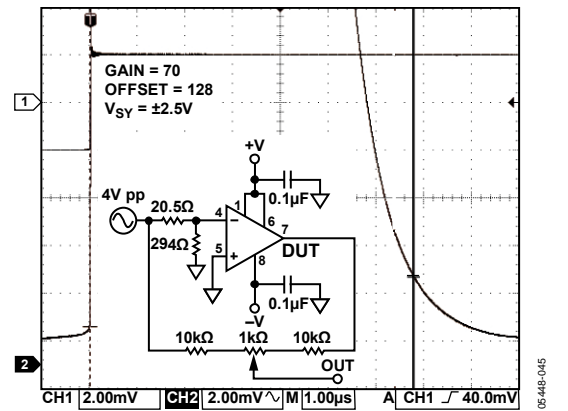 T
GAIN = 70
OFFSET = 128
VSY = ±2.5V
1
+V
4V pp
20.5Ω
0.1µF
1
4
6
–
7
294Ω
DUT
5
+
8
0.1µF
–V
10kΩ
1kΩ
10kΩ
OUT
2
CH1 2.00mV CH2 2.00mV M 1.00µs A CH1 40.0mV
05448-045